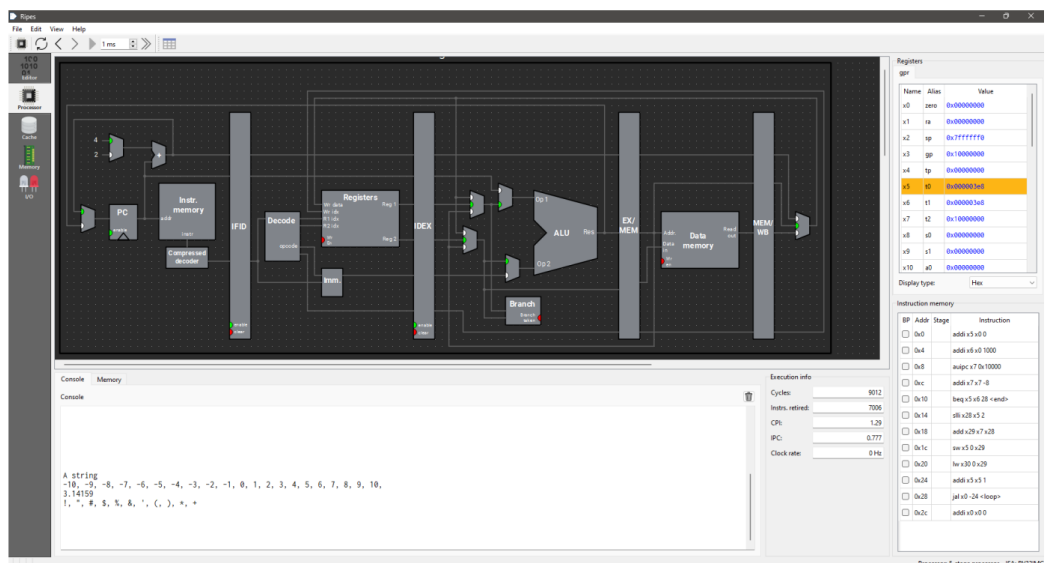 Ripes
File Edit View Help
1 ms
Editor
Processor
Cache
Memory
I/O
4
2
+
PC
enable
Instr.
memory
addr
instr
Compressed
decoder
IFID
enable
clear
Decode
opcode
Registers
Wr data
Wr idx
R1 idx
R2 idx
Wr
En
Reg 1
Reg 2
Imm.
IDEX
enable
clear
Op 1
Op 2
ALU
Res
Branch
Branch
taken
EX/
MEM
Addr
Data
in
Wr
en
Data
memory
Read
out
MEM/
WB
Registers
gpr
Name Alias Value
x0 zero 0x00000000
x1 ra 0x00000000
x2 sp 0x7ffffff0
x3 gp 0x10000000
x4 tp 0x00000000
x5 t0 0x000003e8
x6 t1 0x000003e8
x7 t2 0x10000000
x8 s0 0x00000000
x9 s1 0x00000000
x10 a0 0x00000000
Display type: Hex
Instruction memory
BP Addr Stage Instruction
0x0 addi x5 x0 0
0x4 addi x6 x0 1000
0x8 auipc x7 0x10000
0xc addi x7 x7 -8
0x10 beq x5 x6 28 <end>
0x14 slli x28 x5 2
0x18 add x29 x7 x28
0x1c sw x5 0 x29
0x20 lw x30 0 x29
0x24 addi x5 x5 1
0x28 jal x0 -24 <loop>
0x2c addi x0 x0 0
Console Memory
Console
A string
-10, -9, -8, -7, -6, -5, -4, -3, -2, -1, 0, 1, 2, 3, 4, 5, 6, 7, 8, 9, 10,
3.14159
!, ", #, $, %, &, ', (, ), *, +
Execution info
Cycles: 9012
Instrs. retired: 7006
CPI: 1.29
IPC: 0.777
Clock rate: 0 Hz